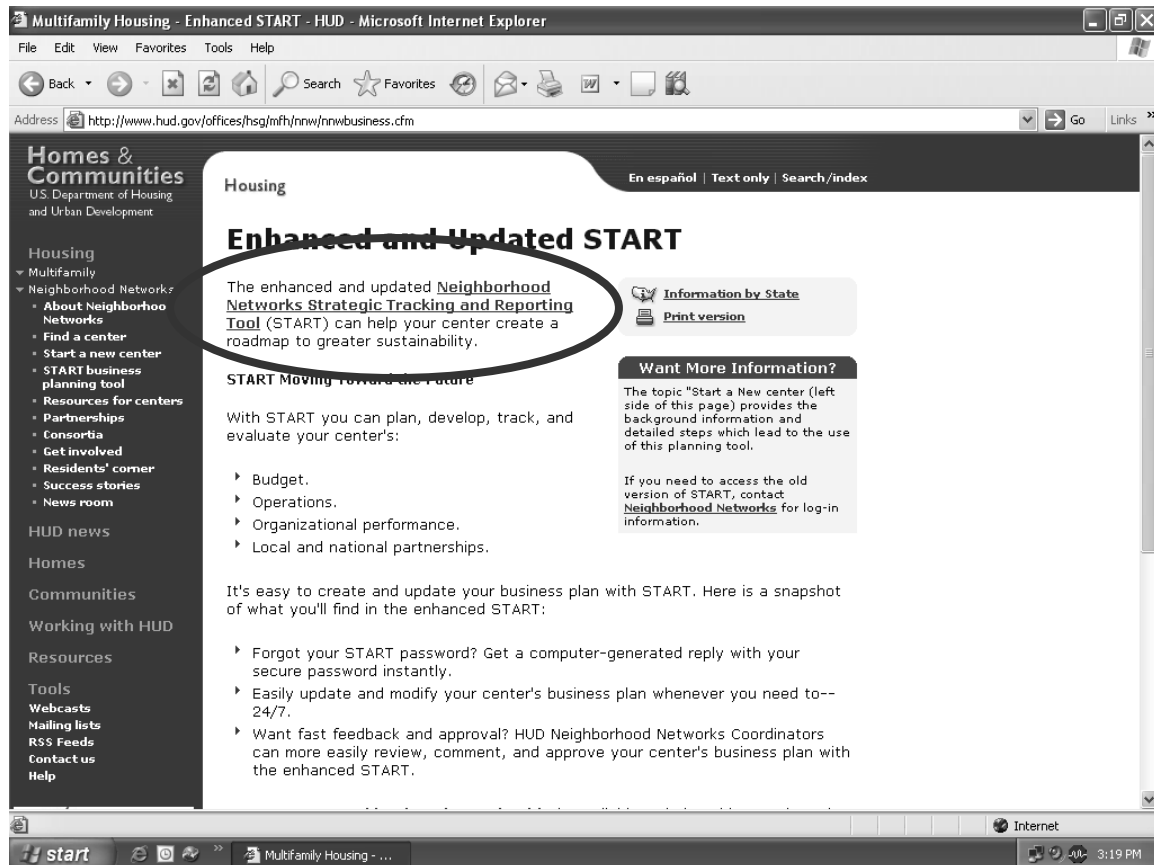 Multifamily Housing - Enhanced START - HUD - Microsoft Internet Explorer
File Edit View Favorites Tools Help
Back Search Favorites
Address http://www.hud.gov/offices/hsg/mfh/nnw/nnwbusiness.cfm Go Links »
Homes &
Communities
U.S. Department of Housing
and Urban Development
Housing
En español | Text only | Search/index
Housing
Multifamily
Neighborhood Networks
About Neighborhoo
Networks
Find a center
Start a new center
START business
planning tool
Resources for centers
Partnerships
Consortia
Get involved
Residents' corner
Success stories
News room
HUD news
Homes
Communities
Working with HUD
Resources
Tools
Webcasts
Mailing lists
RSS Feeds
Contact us
Help
Enhanced and Updated START
The enhanced and updated Neighborhood
Networks Strategic Tracking and Reporting
Tool (START) can help your center create a
roadmap to greater sustainability.
START Moving Toward the Future
With START you can plan, develop, track, and
evaluate your center's:
Budget.
Operations.
Organizational performance.
Local and national partnerships.
Information by State
Print version
Want More Information?
The topic "Start a New center (left
side of this page) provides the
background information and
detailed steps which lead to the use
of this planning tool.
If you need to access the old
version of START, contact
Neighborhood Networks for log-in
information.
It's easy to create and update your business plan with START. Here is a snapshot
of what you'll find in the enhanced START:
Forgot your START password? Get a computer-generated reply with your
secure password instantly.
Easily update and modify your center's business plan whenever you need to--
24/7.
Want fast feedback and approval? HUD Neighborhood Networks Coordinators
can more easily review, comment, and approve your center's business plan with
the enhanced START.
Internet
start » Multifamily Housing - ... 3:19 PM